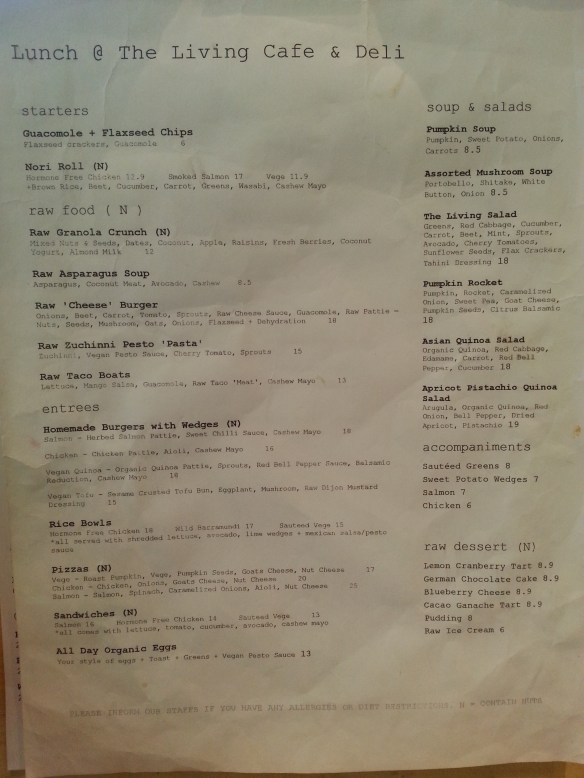 Lunch @ The Living Cafe & Deli
starters
Guacomole + Flaxseed Chips
Flaxseed crackers, Guacomole 6
Nori Roll (N)
Hormone Free Chicken 12.9 Smoked Salmon 17 Vege 11.9
+Brown Rice, Beet, Cucumber, Carrot, Greens, Wasabi, Cashew Mayo
raw food ( N )
Raw Granola Crunch (N)
Mixed Nuts & Seeds, Dates, Coconut, Apple, Raisins, Fresh Berries, Coconut
Yogurt, Almond Milk 12
Raw Asparagus Soup
Asparagus, Coconut Meat, Avocado, Cashew 8.5
Raw 'Cheese' Burger
Onions, Beet, Carrot, Tomato, Sprouts, Raw Cheese Sauce, Guacomole, Raw Pattie -
Nuts, Seeds, Mushroom, Oats, Onions, Flaxseed + Dehydration 18
Raw Zuchinni Pesto 'Pasta'
Zuchinni, Vegan Pesto Sauce, Cherry Tomato, Sprouts 15
Raw Taco Boats
Lettuce, Mango Salsa, Guacomole, Raw Taco 'Meat', Cashew Mayo 13
entrees
Homemade Burgers with Wedges (N)
Salmon - Herbed Salmon Pattie, Sweet Chilli Sauce, Cashew Mayo 18
Chicken - Chicken Pattie, Aioli, Cashew Mayo 16
Vegan Quinoa - Organic Quinoa Pattie, Sprouts, Red Bell Pepper Sauce, Balsamic
Reduction, Cashew Mayo 16
Vegan Tofu - Sesame Crusted Tofu Bun, Eggplant, Mushroom, Raw Dijon Mustard
Dressing 15
Rice Bowls
Hormone Free Chicken 18 Wild Barramundi 17 Sauteed Vege 15
*all served with shredded lettuce, avocado, lime wedges + mexican salsa/pesto
sauce
Pizzas (N)
Vege - Roast Pumpkin, Vege, Pumpkin Seeds, Goats Cheese, Nut Cheese 17
Chicken - Chicken, Onions, Goats Cheese, Nut Cheese 20
Salmon - Salmon, Spinach, Caramelized Onions, Aioli, Nut Cheese 20
Sandwiches (N)
Salmon 16 Hormone Free Chicken 14 Sauteed Vege 13
*all comes with lettuce, tomato, cucumber, avocado, cashew mayo
All Day Organic Eggs
Your style of eggs + Toast + Greens + Vegan Pesto Sauce 13
soup & salads
Pumpkin Soup
Pumpkin, Sweet Potato, Onions,
Carrots 8.5
Assorted Mushroom Soup
Portobello, Shitake, White
Button, Onion 8.5
The Living Salad
Greens, Red Cabbage, Cucumber,
Carrot, Beet, Mint, Sprouts,
Avocado, Cherry Tomatoes,
Sunflower Seeds, Flax Crackers,
Tahini Dressing 18
Pumpkin Rocket
Pumpkin, Rocket, Caramelized
Onion, Sweet Pea, Goat Cheese,
Pumpkin Seeds, Citrus Balsamic
18
Asian Quinoa Salad
Organic Quinoa, Red Cabbage,
Edamame, Carrot, Red Bell
Pepper, Cucumber 18
Apricot Pistachio Quinoa
Salad
Arugula, Organic Quinoa, Red
Onion, Bell Pepper, Dried
Apricot, Pistachio 19
accompaniments
Sautéed Greens 8
Sweet Potato Wedges 7
Salmon 7
Chicken 6
raw dessert (N)
Lemon Cranberry Tart 8.9
German Chocolate Cake 8.9
Blueberry Cheese 8.9
Cacao Ganache Tart 8.9
Pudding 8
Raw Ice Cream 6
PLEASE INFORM OUR STAFFS IF YOU HAVE ANY ALLERGIES OR DIET RESTRICTIONS. N = CONTAIN NUTS